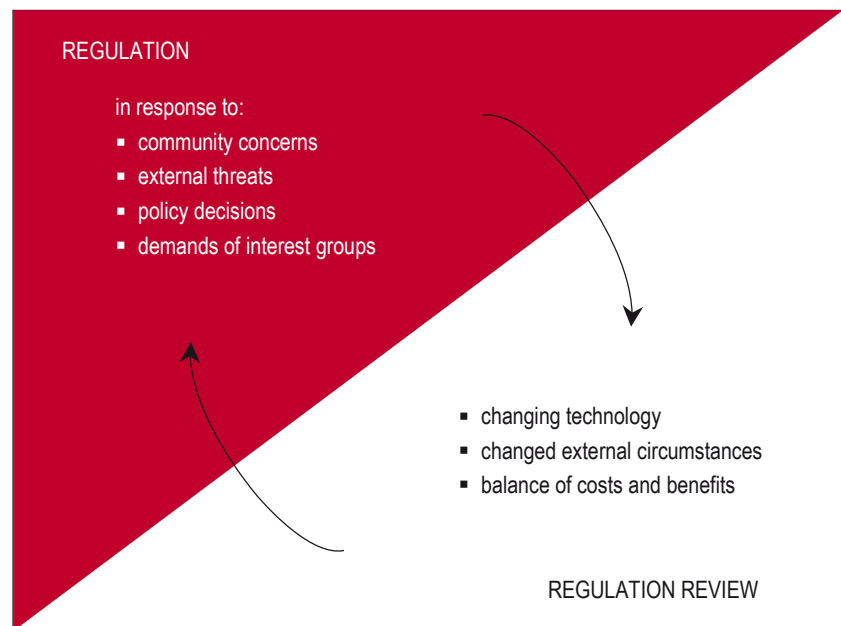 REGULATION
in response to:
▪ community concerns
▪ external threats
▪ policy decisions
▪ demands of interest groups
▪ changing technology
▪ changed external circumstances
▪ balance of costs and benefits
REGULATION REVIEW